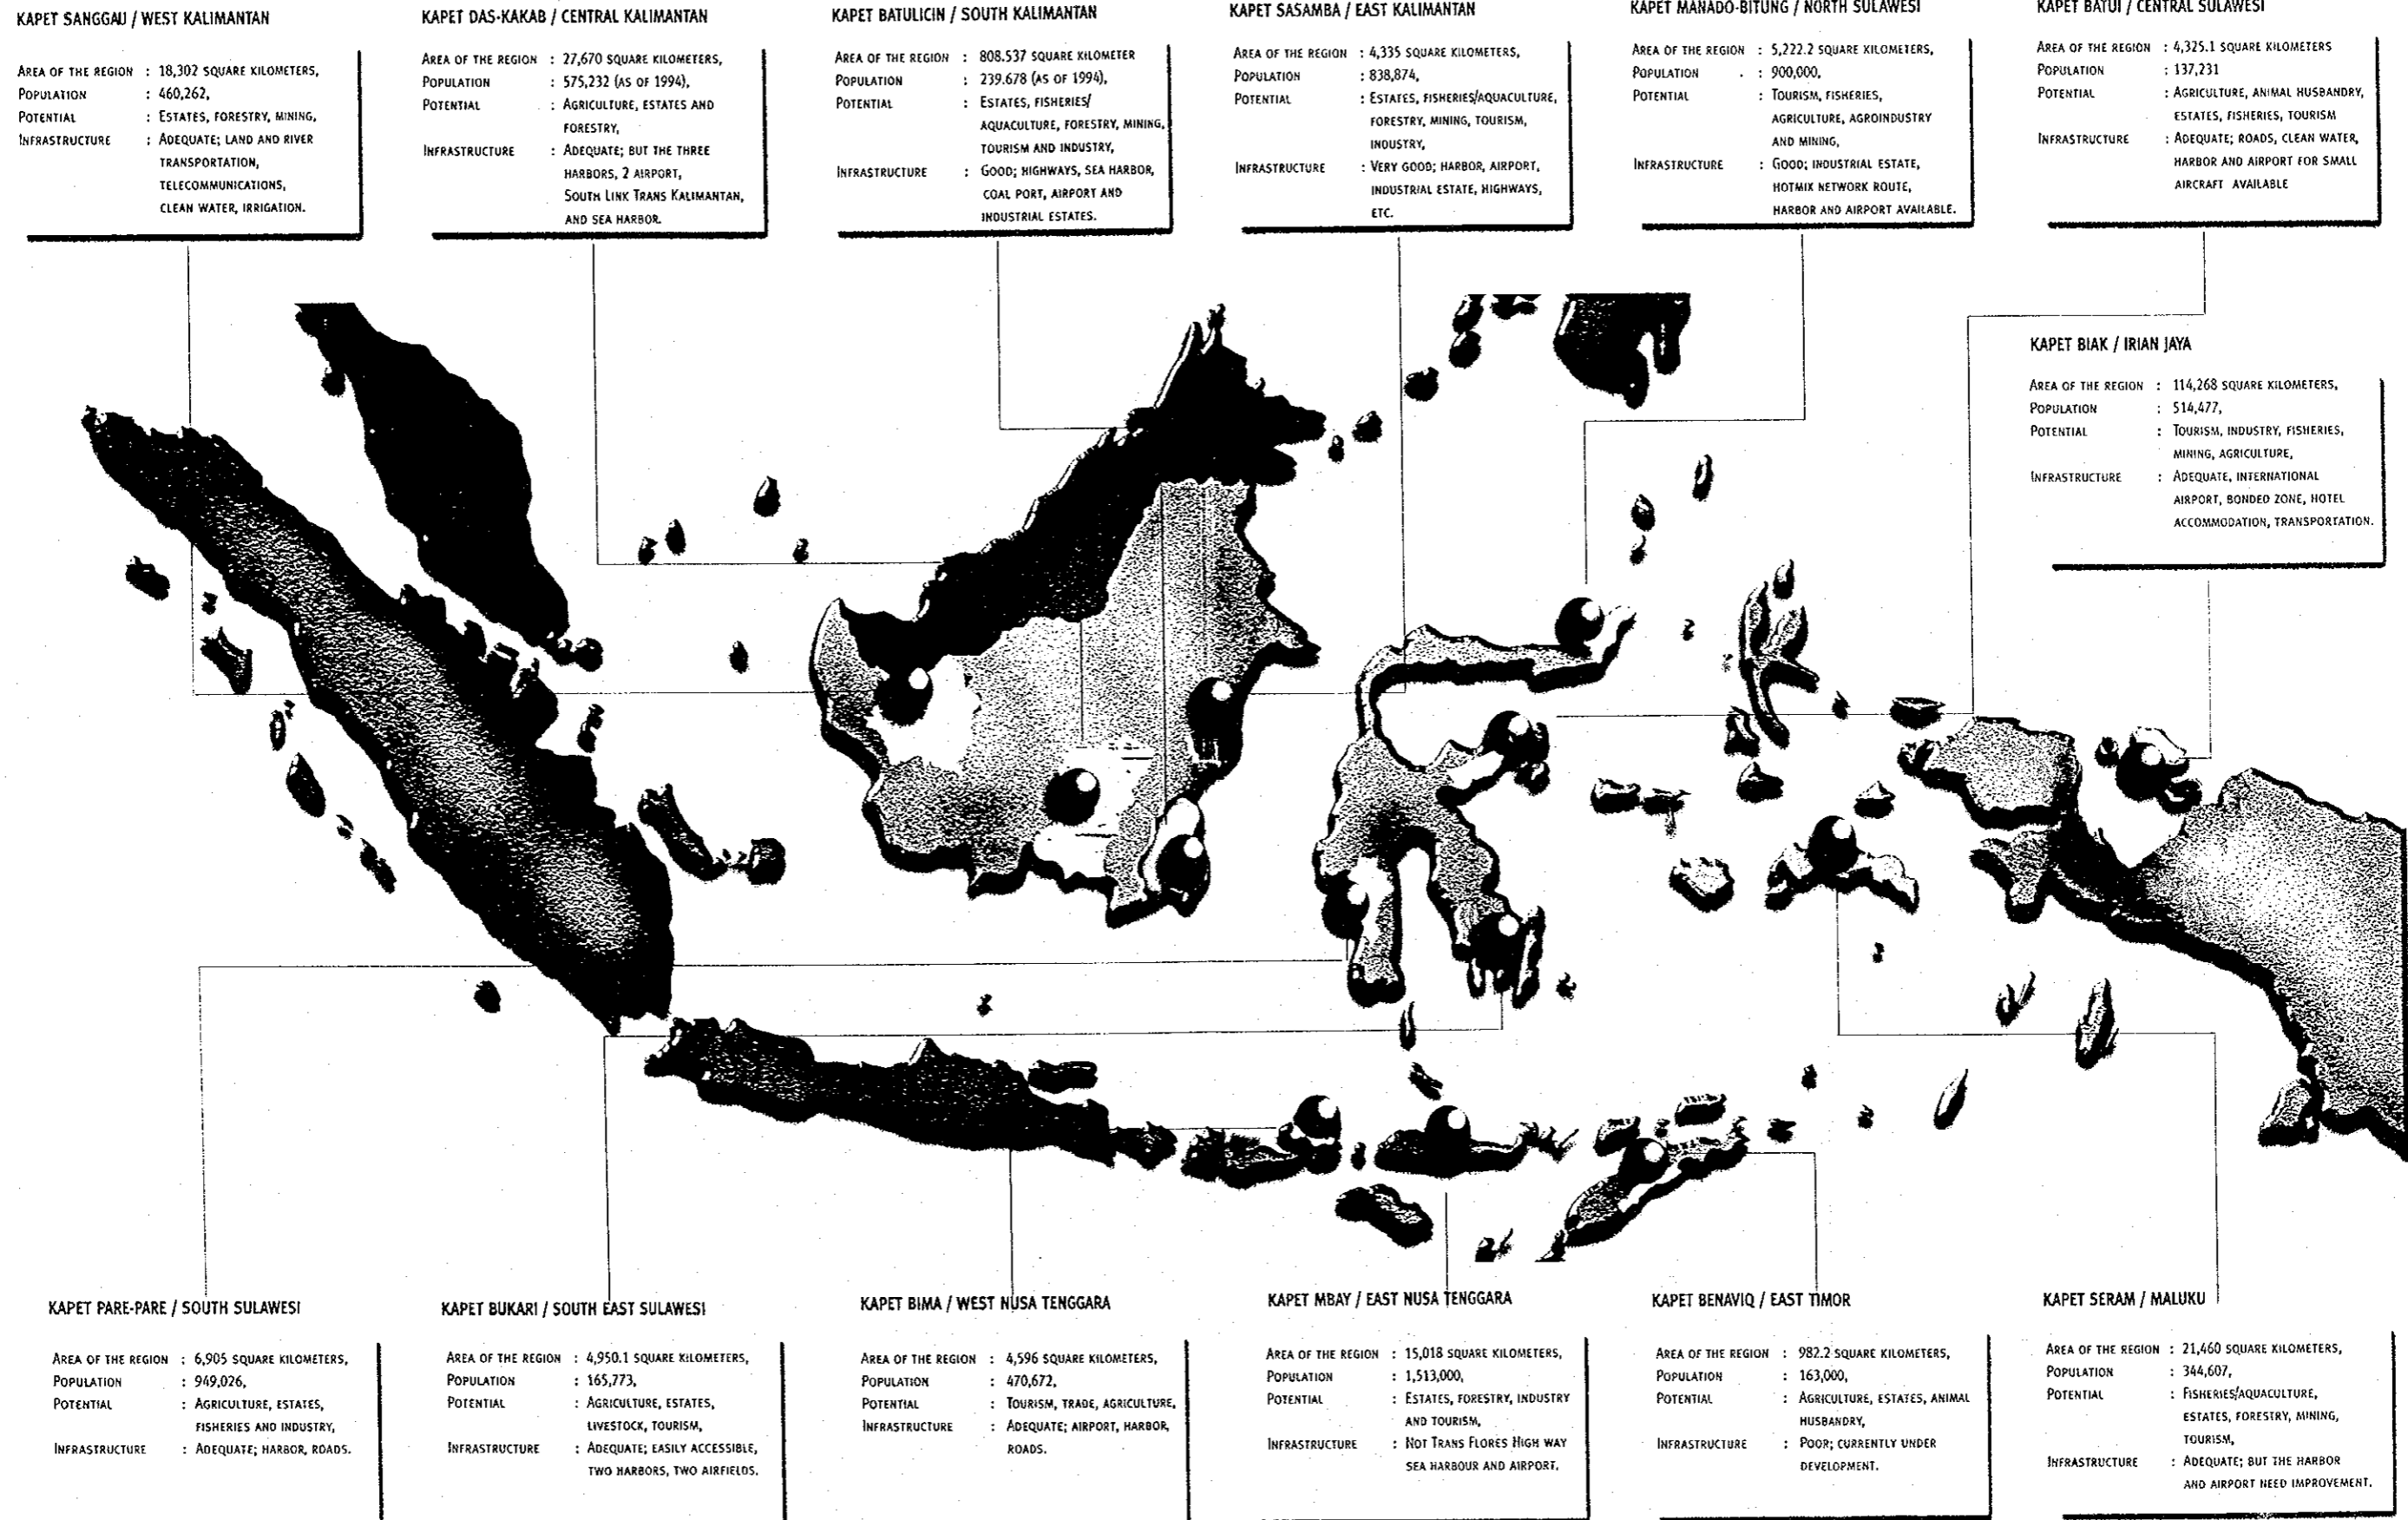 KAPET SANGGAU / WEST KALIMANTAN
AREA OF THE REGION : 18,302 SQUARE KILOMETERS,
POPULATION : 460,262,
POTENTIAL : ESTATES, FORESTRY, MINING,
INFRASTRUCTURE : ADEQUATE; LAND AND RIVER
TRANSPORTATION,
TELECOMMUNICATIONS,
CLEAN WATER, IRRIGATION.
KAPET DAS-KAKAB / CENTRAL KALIMANTAN
AREA OF THE REGION : 27,670 SQUARE KILOMETERS,
POPULATION : 575,232 (AS OF 1994),
POTENTIAL : AGRICULTURE, ESTATES AND
FORESTRY,
INFRASTRUCTURE : ADEQUATE; BUT THE THREE
HARBORS, 2 AIRPORT,
SOUTH LINK TRANS KALIMANTAN,
AND SEA HARBOR.
KAPET BATULICIN / SOUTH KALIMANTAN
AREA OF THE REGION : 808.537 SQUARE KILOMETER
POPULATION : 239.678 (AS OF 1994),
POTENTIAL : ESTATES, FISHERIES/
AQUACULTURE, FORESTRY, MINING,
TOURISM AND INDUSTRY,
INFRASTRUCTURE : GOOD; HIGHWAYS, SEA HARBOR,
COAL PORT, AIRPORT AND
INDUSTRIAL ESTATES.
KAPET SASAMBA / EAST KALIMANTAN
AREA OF THE REGION : 4,335 SQUARE KILOMETERS,
POPULATION : 838,874,
POTENTIAL : ESTATES, FISHERIES/AQUACULTURE,
FORESTRY, MINING, TOURISM,
INDUSTRY,
INFRASTRUCTURE : VERY GOOD; HARBOR, AIRPORT,
INDUSTRIAL ESTATE, HIGHWAYS,
ETC.
KAPET MANADO-BITUNG / NORTH SULAWESI
AREA OF THE REGION : 5,222.2 SQUARE KILOMETERS,
POPULATION : 900,000,
POTENTIAL : TOURISM, FISHERIES,
AGRICULTURE, AGROINDUSTRY
AND MINING,
INFRASTRUCTURE : GOOD; INDUSTRIAL ESTATE,
HOTMIX NETWORK ROUTE,
HARBOR AND AIRPORT AVAILABLE.
KAPET BATUI / CENTRAL SULAWESI
AREA OF THE REGION : 4,325.1 SQUARE KILOMETERS
POPULATION : 137,231
POTENTIAL : AGRICULTURE, ANIMAL HUSBANDRY,
ESTATES, FISHERIES, TOURISM
INFRASTRUCTURE : ADEQUATE; ROADS, CLEAN WATER,
HARBOR AND AIRPORT FOR SMALL
AIRCRAFT AVAILABLE
KAPET BIAK / IRIAN JAYA
AREA OF THE REGION : 114,268 SQUARE KILOMETERS,
POPULATION : 514,477,
POTENTIAL : TOURISM, INDUSTRY, FISHERIES,
MINING, AGRICULTURE,
INFRASTRUCTURE : ADEQUATE, INTERNATIONAL
AIRPORT, BONDED ZONE, HOTEL
ACCOMMODATION, TRANSPORTATION.
KAPET PARE-PARE / SOUTH SULAWESI
AREA OF THE REGION : 6,905 SQUARE KILOMETERS,
POPULATION : 949,026,
POTENTIAL : AGRICULTURE, ESTATES,
FISHERIES AND INDUSTRY,
INFRASTRUCTURE : ADEQUATE; HARBOR, ROADS.
KAPET BUKARI / SOUTH EAST SULAWESI
AREA OF THE REGION : 4,950.1 SQUARE KILOMETERS,
POPULATION : 165,773,
POTENTIAL : AGRICULTURE, ESTATES,
LIVESTOCK, TOURISM,
INFRASTRUCTURE : ADEQUATE; EASILY ACCESSIBLE,
TWO HARBORS, TWO AIRFIELDS.
KAPET BIMA / WEST NUSA TENGGARA
AREA OF THE REGION : 4,596 SQUARE KILOMETERS,
POPULATION : 470,672,
POTENTIAL : TOURISM, TRADE, AGRICULTURE,
INFRASTRUCTURE : ADEQUATE; AIRPORT, HARBOR,
ROADS.
KAPET MBAY / EAST NUSA TENGGARA
AREA OF THE REGION : 15,018 SQUARE KILOMETERS,
POPULATION : 1,513,000,
POTENTIAL : ESTATES, FORESTRY, INDUSTRY
AND TOURISM,
INFRASTRUCTURE : NOT TRANS FLORES HIGH WAY
SEA HARBOUR AND AIRPORT.
KAPET BENAVIQ / EAST TIMOR
AREA OF THE REGION : 982.2 SQUARE KILOMETERS,
POPULATION : 163,000,
POTENTIAL : AGRICULTURE, ESTATES, ANIMAL
HUSBANDRY,
INFRASTRUCTURE : POOR; CURRENTLY UNDER
DEVELOPMENT.
KAPET SERAM / MALUKU
AREA OF THE REGION : 21,460 SQUARE KILOMETERS,
POPULATION : 344,607,
POTENTIAL : FISHERIES/AQUACULTURE,
ESTATES, FORESTRY, MINING,
TOURISM,
INFRASTRUCTURE : ADEQUATE; BUT THE HARBOR
AND AIRPORT NEED IMPROVEMENT.